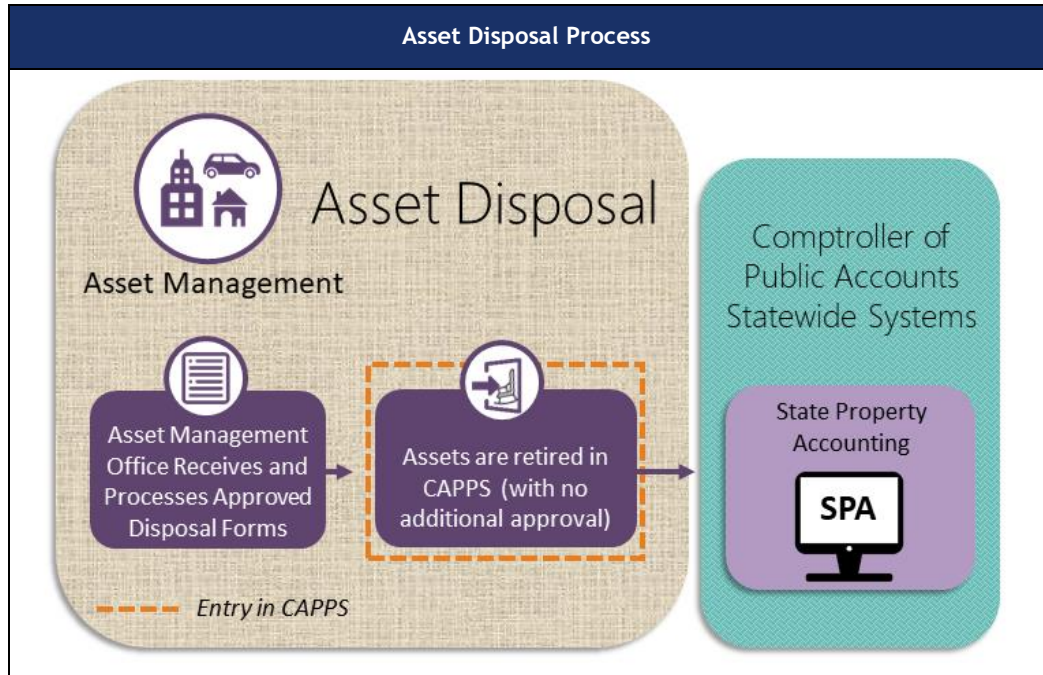 Asset Disposal Process
Asset Disposal
Asset Management
Asset Management
Office Receives and
Processes Approved
Disposal Forms
Assets are retired in
CAPPS (with no
additional approval)
Entry in CAPPS
Comptroller of
Public Accounts
Statewide Systems
State Property
Accounting
SPA